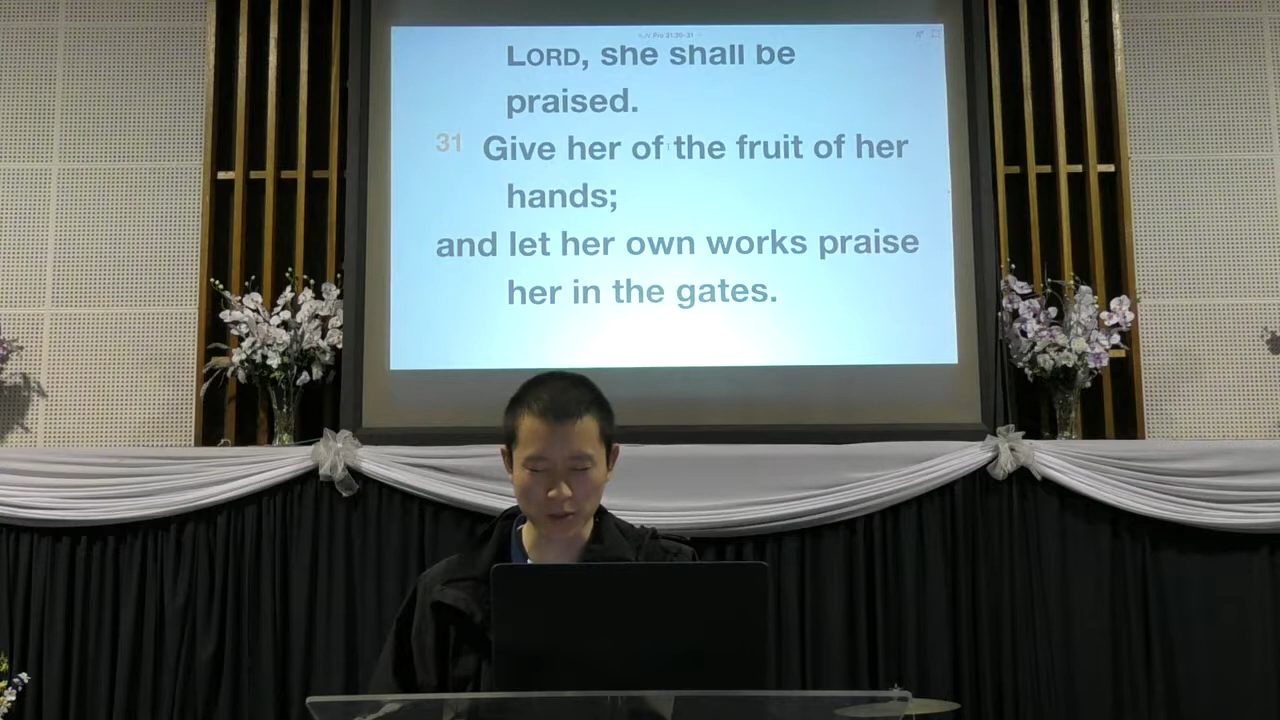 LORD, she shall be
praised.
31 Give her of the fruit of her
hands;
and let her own works praise
her in the gates.